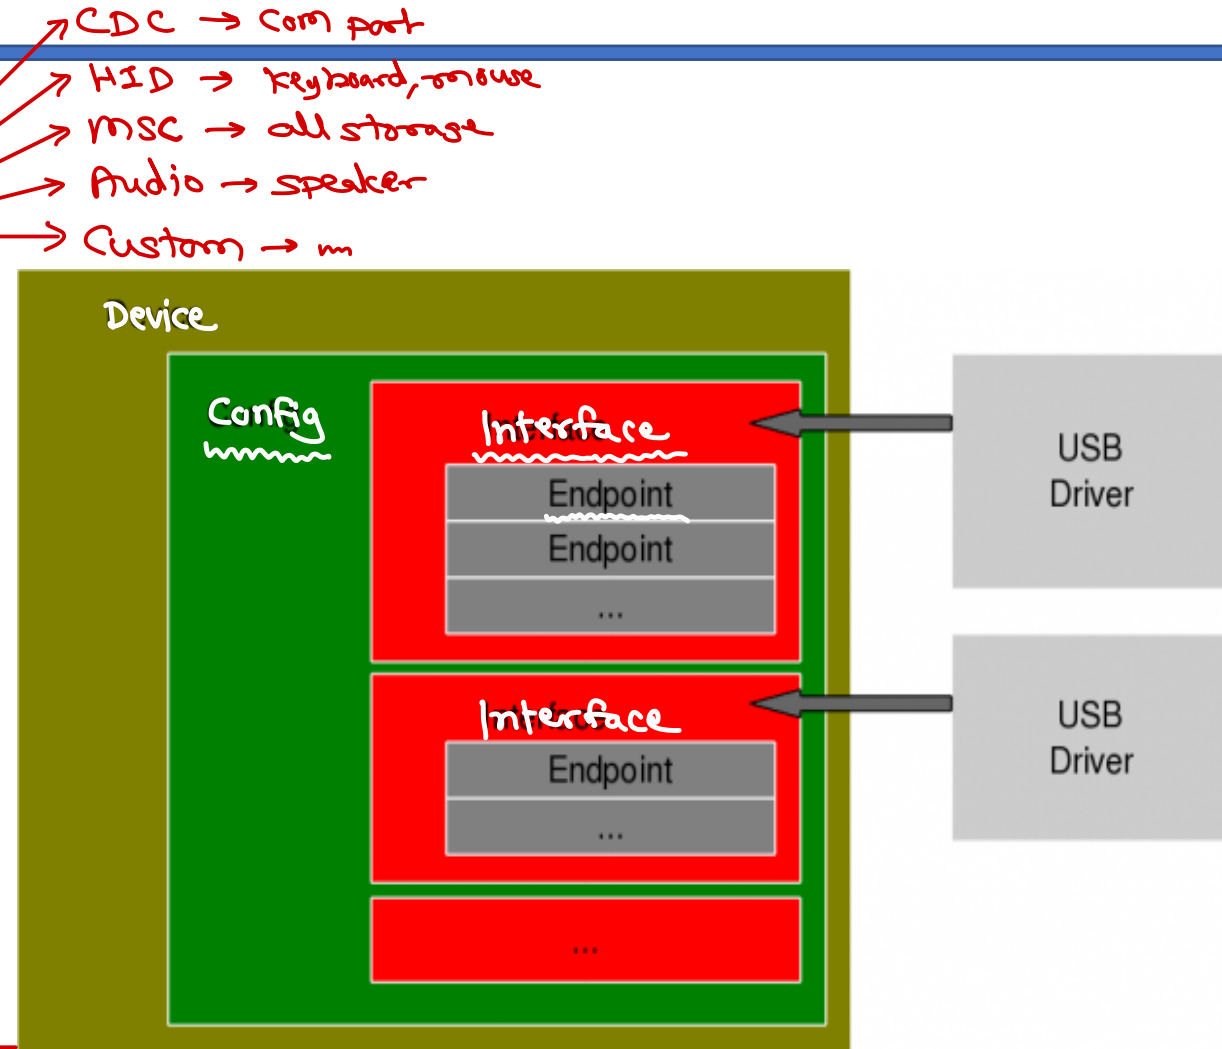 CDC → Com port
HID → keyboard, mouse
MSC → all storage
Audio → speaker
Custom →
Device
Config
Interface
Endpoint
Endpoint
...
USB
Driver
Interface
Endpoint
...
USB
Driver
...